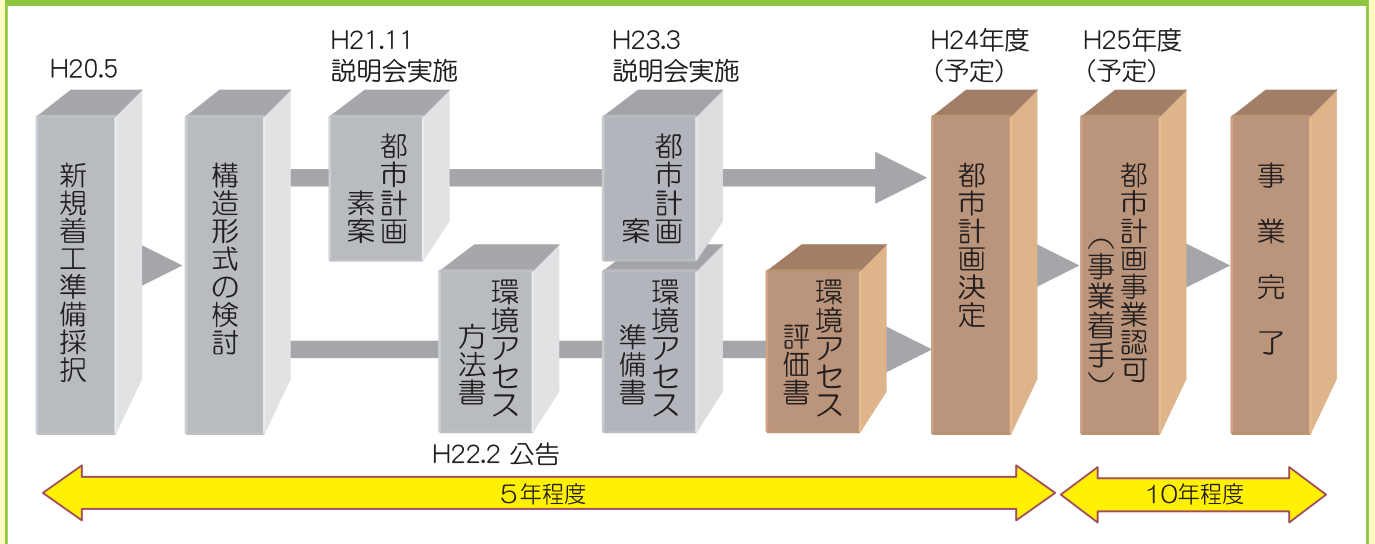 H20.5
新規着工準備採択
構造形式の検討
H21.11
説明会実施
都市計画
素案
環境アセス
方法書
H22.2 公告
H23.3
説明会実施
都市計画
案
環境アセス
準備書
環境アセス
評価書
H24年度
(予定)
都市計画決定
H25年度
(予定)
都市計画事業認可
(事業着手)
事業完了
5年程度
10年程度